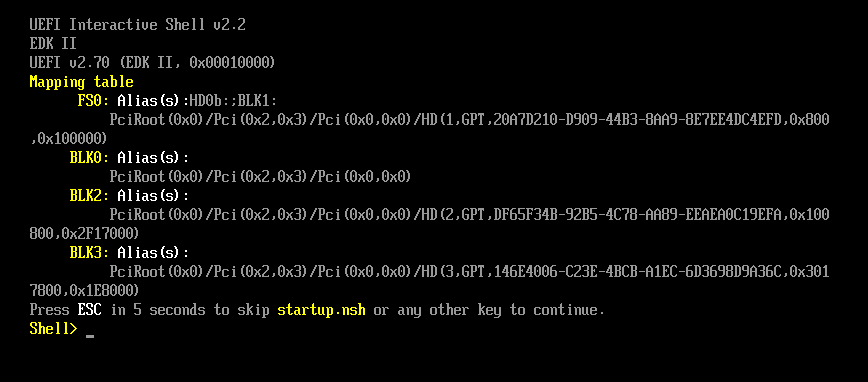 UEFI Interactive Shell v2.2
EDK II
UEFI v2.70 (EDK II, 0x00010000)
Mapping table
FS0: Alias(s):HD0b:;BLK1:
PciRoot(0x0)/Pci(0x2,0x3)/Pci(0x0,0x0)/HD(1,GPT,20A7D210-D909-44B3-8AA9-8E7EE4DC4EFD,0x800
,0x100000)
BLK0: Alias(s):
PciRoot(0x0)/Pci(0x2,0x3)/Pci(0x0,0x0)
BLK2: Alias(s):
PciRoot(0x0)/Pci(0x2,0x3)/Pci(0x0,0x0)/HD(2,GPT,DF65F34B-92B5-4C78-AA89-EEAEA0C19EFA,0x100
800,0x2F17000)
BLK3: Alias(s):
PciRoot(0x0)/Pci(0x2,0x3)/Pci(0x0,0x0)/HD(3,GPT,146E4006-C23E-4BCB-A1EC-6D3698D9A36C,0x301
7800,0x1E8000)
Press ESC in 5 seconds to skip startup.nsh or any other key to continue.
Shell> _